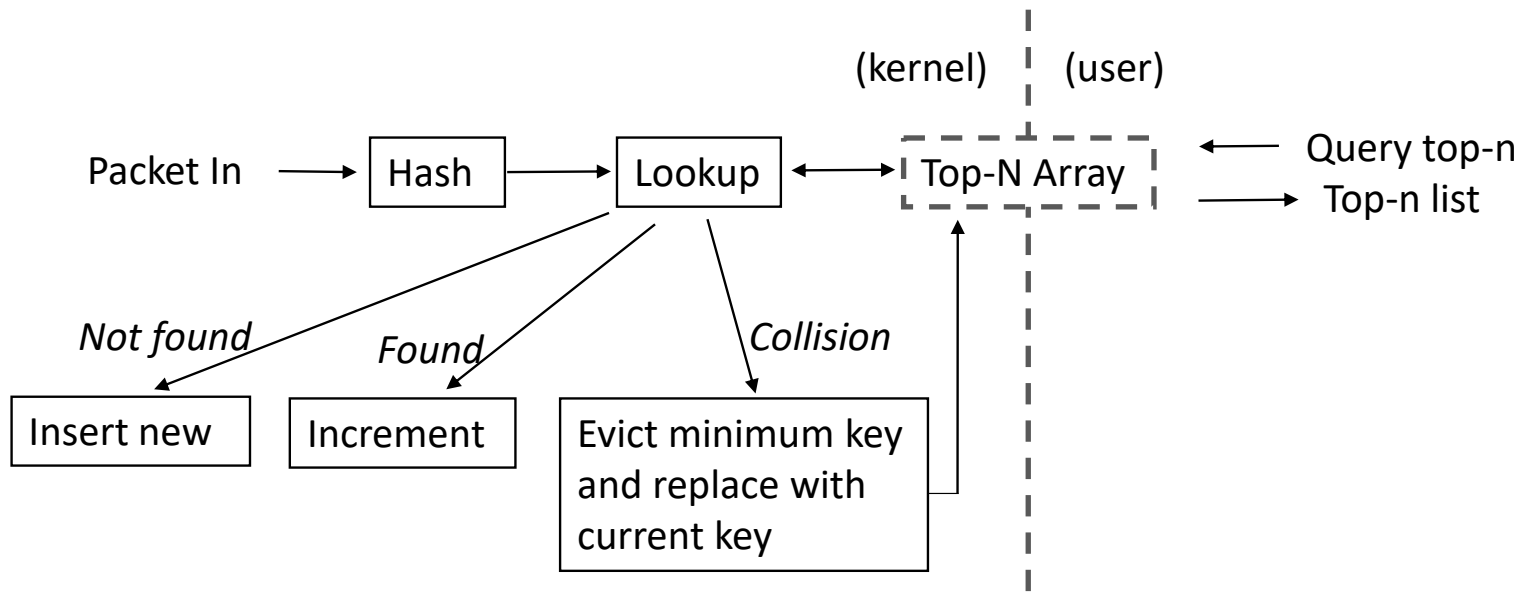 (kernel)
(user)
Packet In
Hash
Lookup
Top-N Array
Query top-n
Top-n list
Not found
Found
Collision
Insert new
Increment
Evict minimum key
and replace with
current key